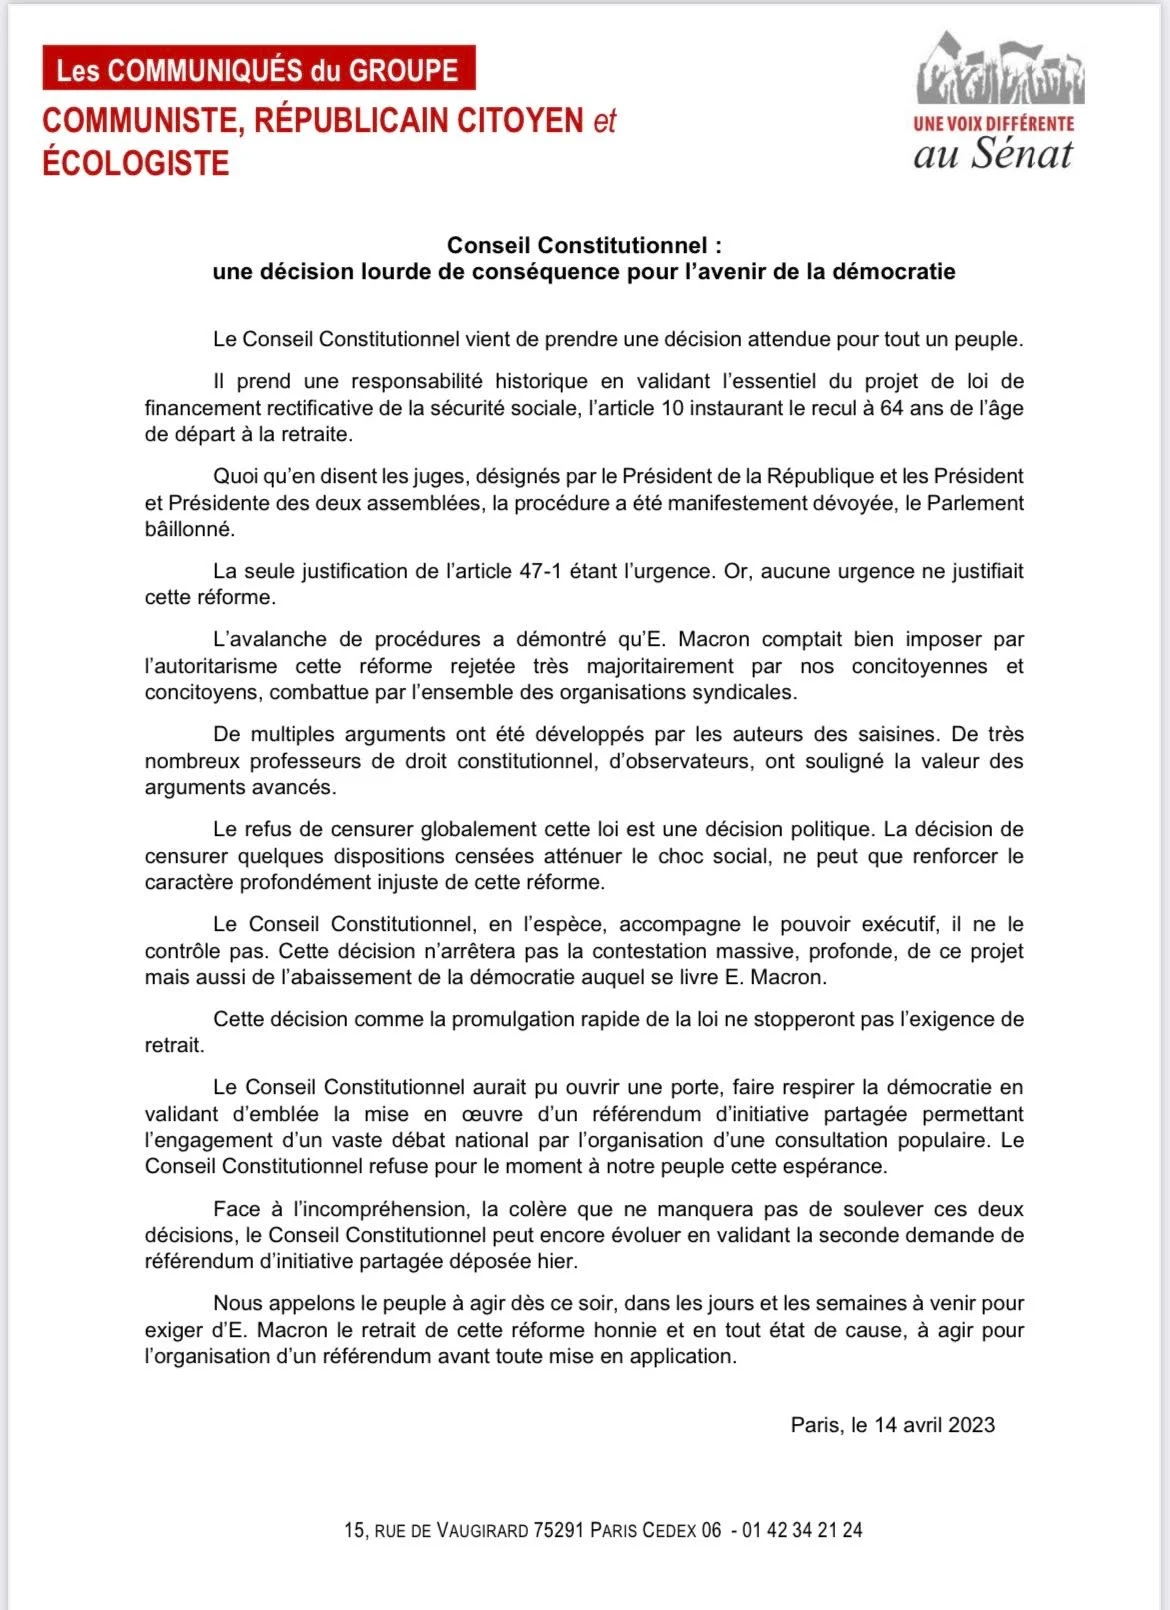 Les COMMUNIQUÉS du GROUPE
COMMUNISTE, RÉPUBLICAIN CITOYEN et
ÉCOLOGISTE
UNE VOIX DIFFÉRENTE
au Sénat
Conseil Constitutionnel :
une décision lourde de conséquence pour l’avenir de la démocratie
Le Conseil Constitutionnel vient de prendre une décision attendue pour tout un peuple.
Il prend une responsabilité historique en validant l’essentiel du projet de loi de
financement rectificative de la sécurité sociale, l’article 10 instaurant le recul à 64 ans de l’âge
de départ à la retraite.
Quoi qu’en disent les juges, désignés par le Président de la République et les Président
et Présidente des deux assemblées, la procédure a été manifestement dévoyée, le Parlement
bâillonné.
La seule justification de l’article 47-1 étant l’urgence. Or, aucune urgence ne justifiait
cette réforme.
L’avalanche de procédures a démontré qu’E. Macron comptait bien imposer par
l’autoritarisme cette réforme rejetée très majoritairement par nos concitoyennes et
concitoyens, combattue par l’ensemble des organisations syndicales.
De multiples arguments ont été développés par les auteurs des saisines. De très
nombreux professeurs de droit constitutionnel, d’observateurs, ont souligné la valeur des
arguments avancés.
Le refus de censurer globalement cette loi est une décision politique. La décision de
censurer quelques dispositions censées atténuer le choc social, ne peut que renforcer le
caractère profondément injuste de cette réforme.
Le Conseil Constitutionnel, en l’espèce, accompagne le pouvoir exécutif, il ne le
contrôle pas. Cette décision n’arrêtera pas la contestation massive, profonde, de ce projet
mais aussi de l’abaissement de la démocratie auquel se livre E. Macron.
Cette décision comme la promulgation rapide de la loi ne stopperont pas l’exigence de
retrait.
Le Conseil Constitutionnel aurait pu ouvrir une porte, faire respirer la démocratie en
validant d’emblée la mise en œuvre d’un référendum d’initiative partagée permettant
l’engagement d’un vaste débat national par l’organisation d’une consultation populaire. Le
Conseil Constitutionnel refuse pour le moment à notre peuple cette espérance.
Face à l’incompréhension, la colère que ne manquera pas de soulever ces deux
décisions, le Conseil Constitutionnel peut encore évoluer en validant la seconde demande de
référendum d’initiative partagée déposée hier.
Nous appelons le peuple à agir dès ce soir, dans les jours et les semaines à venir pour
exiger d’E. Macron le retrait de cette réforme honnie et en tout état de cause, à agir pour
l’organisation d’un référendum avant toute mise en application.
Paris, le 14 avril 2023
15, RUE DE VAUGIRARD 75291 PARIS CEDEX 06 - 01 42 34 21 24